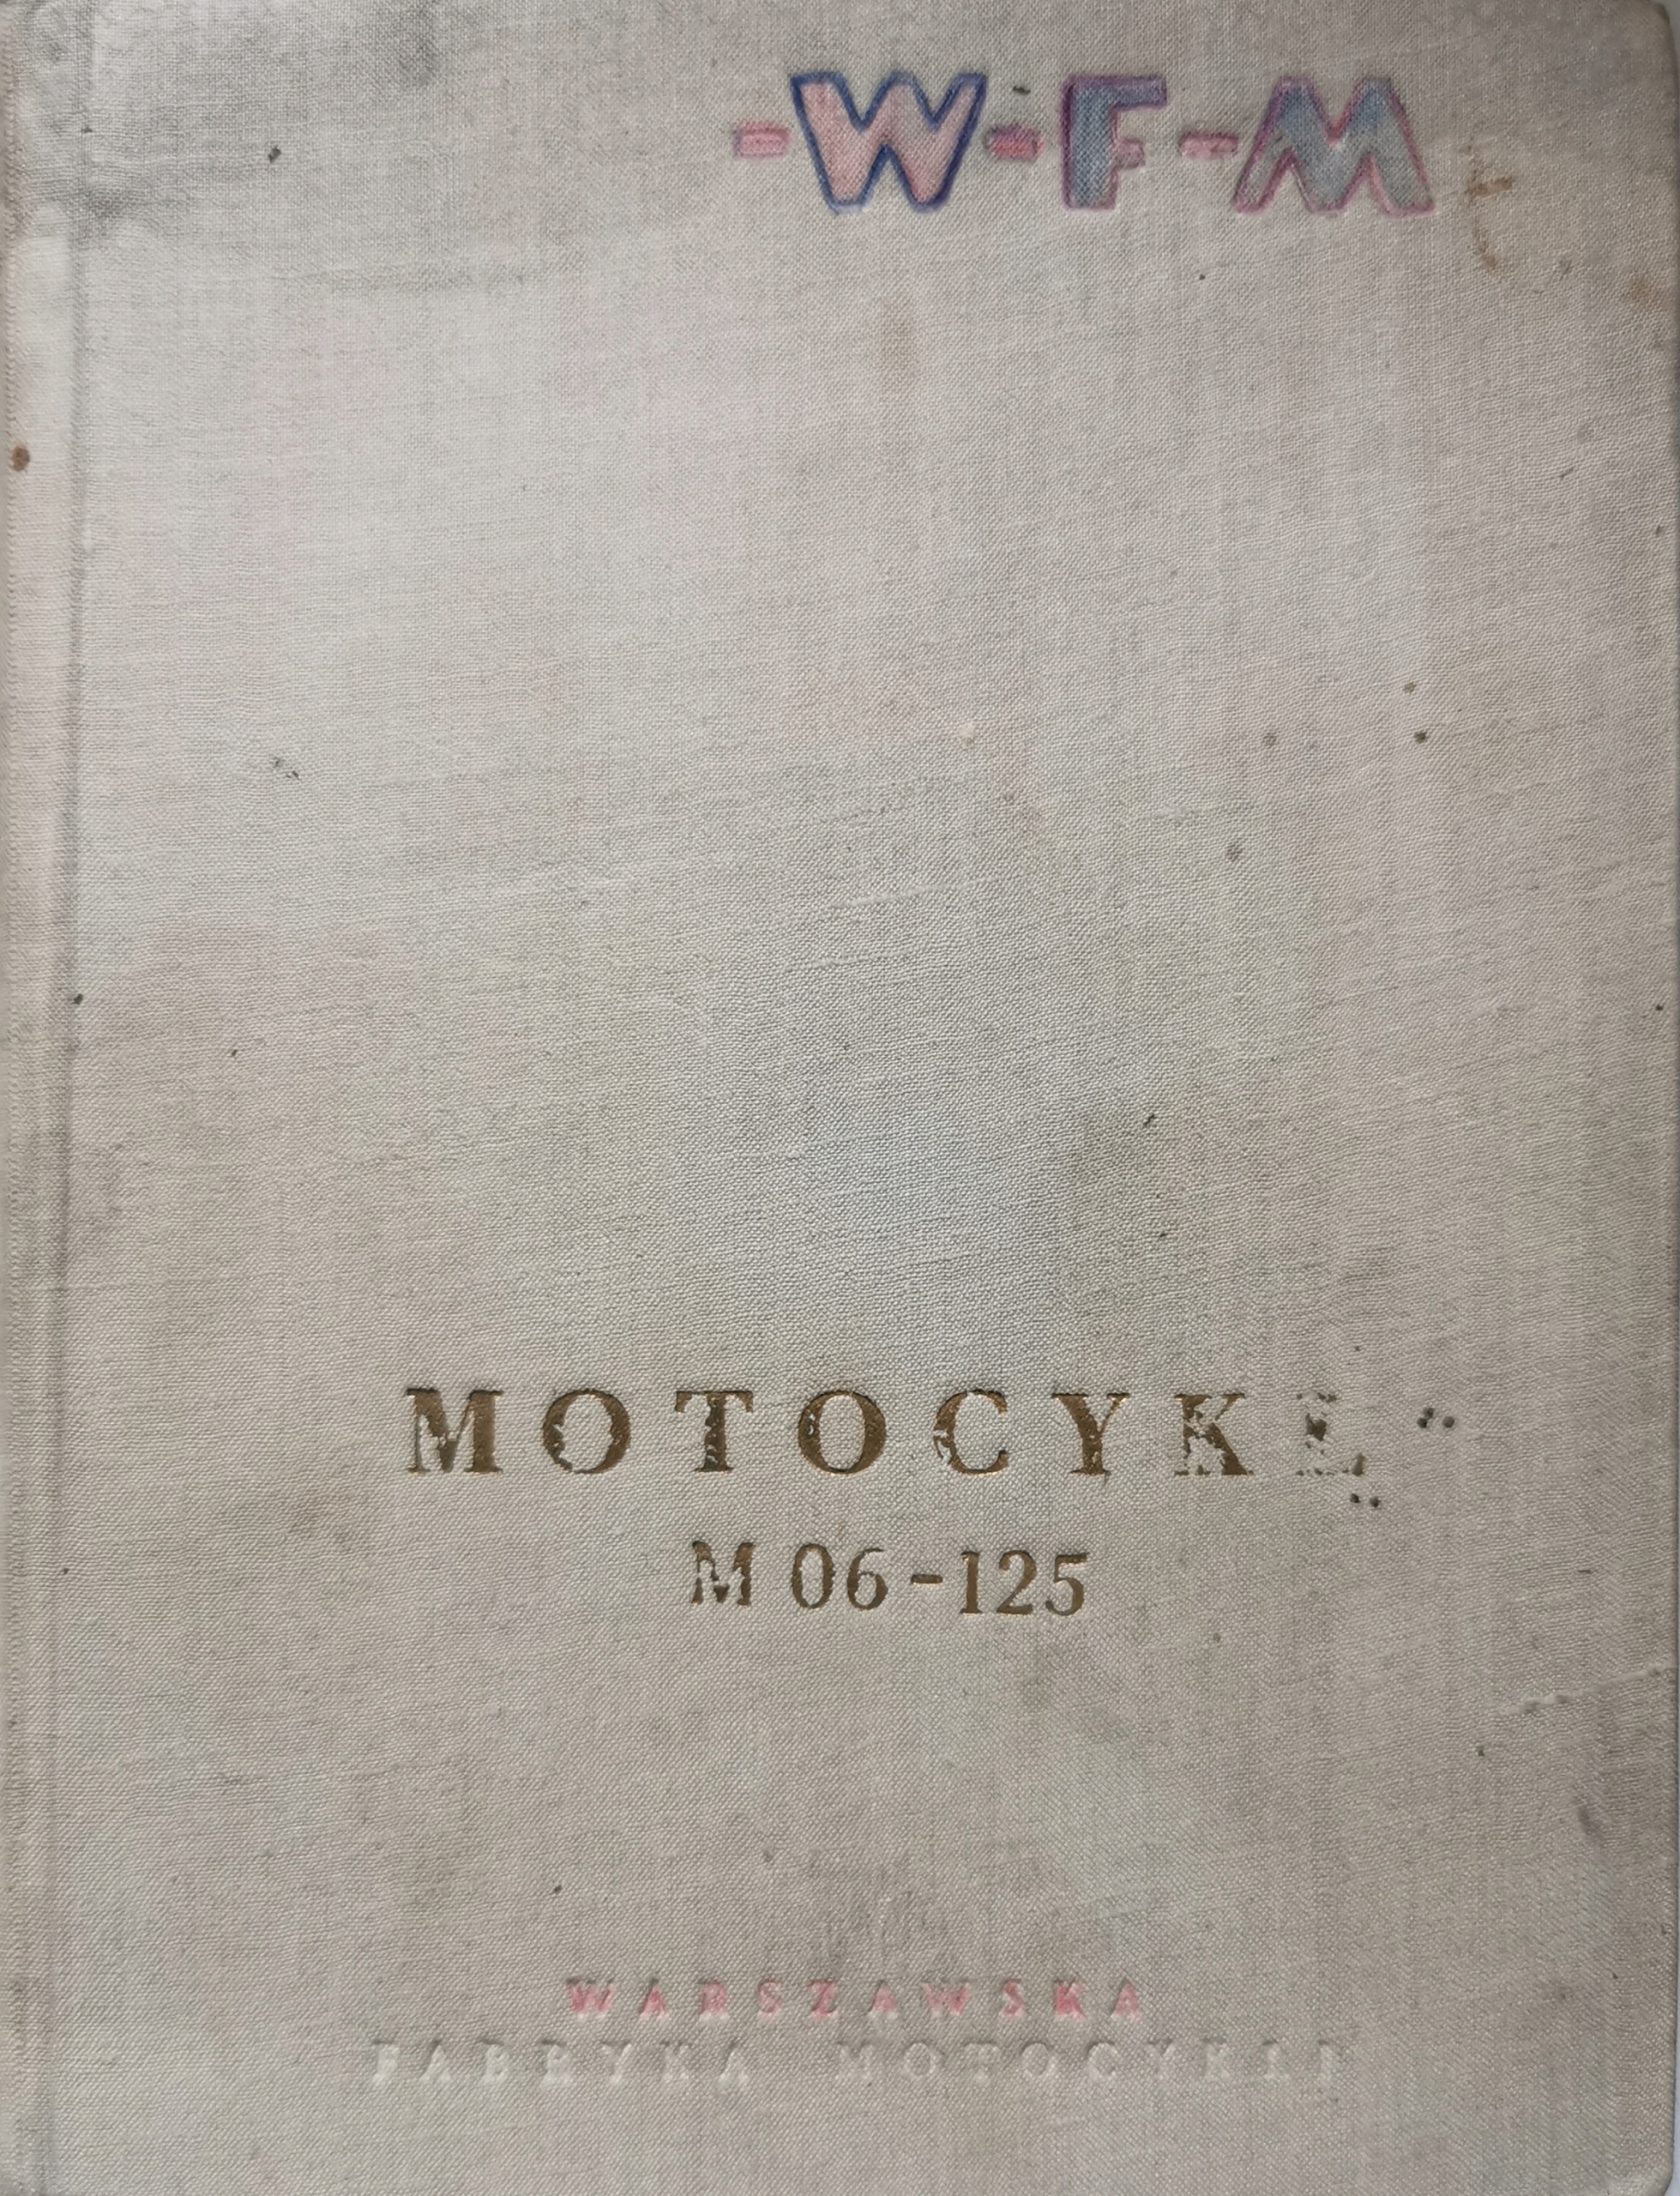 -W-F-M
MOTOCYKL
M 06-125
WARSZAWSKA
FABRYKA MOTOCYKLI